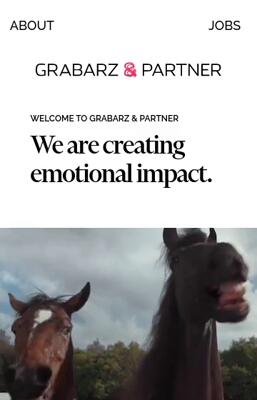 ABOUT JOBS
GRABARZ & PARTNER
WELCOME TO GRABARZ & PARTNER
We are creating
emotional impact.